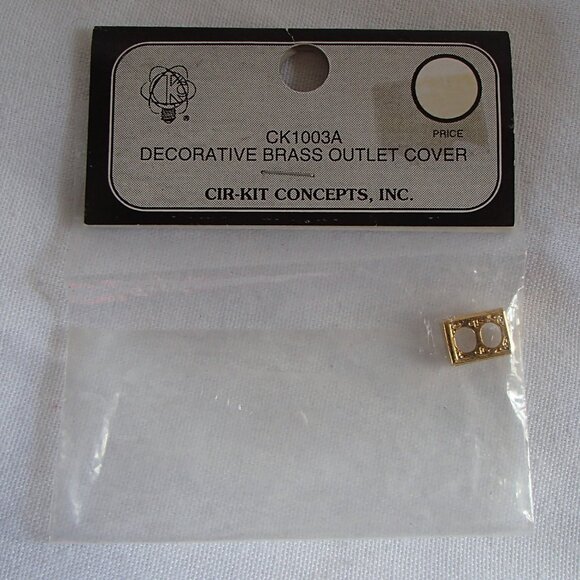 CK
®
PRICE
CK1003A
DECORATIVE BRASS OUTLET COVER
CIR-KIT CONCEPTS, INC.